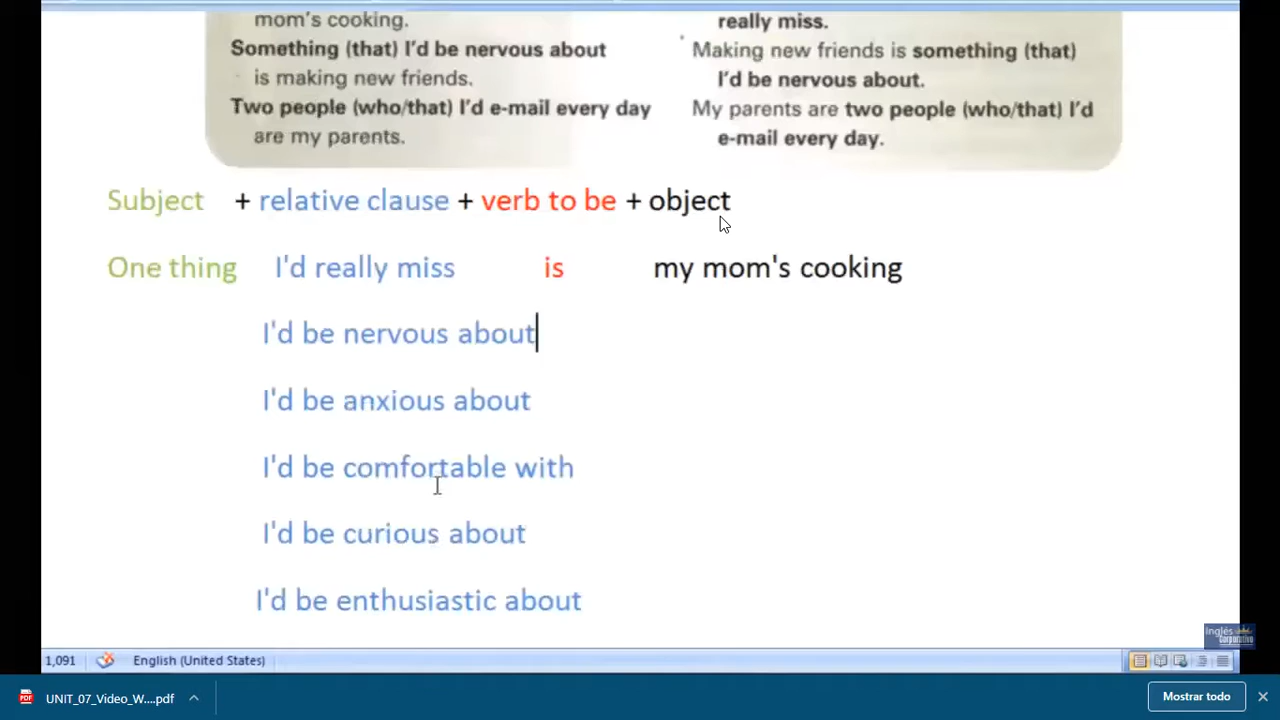 mom's cooking.
Something (that) I'd be nervous about
is making new friends.
Two people (who/that) I'd e-mail every day
are my parents.
really miss.
Making new friends is something (that)
I'd be nervous about.
My parents are two people (who/that) I'd
e-mail every day.
Subject + relative clause + verb to be + object
One thing I'd really miss is my mom's cooking
I'd be nervous about
I'd be anxious about
I'd be comfortable with
I'd be curious about
I'd be enthusiastic about
Inglés
Corporativo
1,091 English (United States)
UNIT_07_Video_W....pdf Mostrar todo